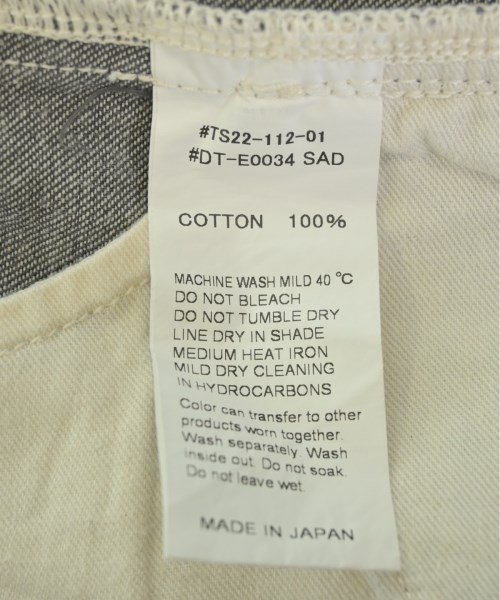 #TS22-112-01
#DT-E0034 SAD
COTTON 100%
MACHINE WASH MILD 40 °C
DO NOT BLEACH
DO NOT TUMBLE DRY
LINE DRY IN SHADE
MEDIUM HEAT IRON
MILD DRY CLEANING
IN HYDROCARBONS
Color can transfer to other
products worn together.
Wash separately. Wash
inside out. Do not soak.
Do not leave wet.
MADE IN JAPAN